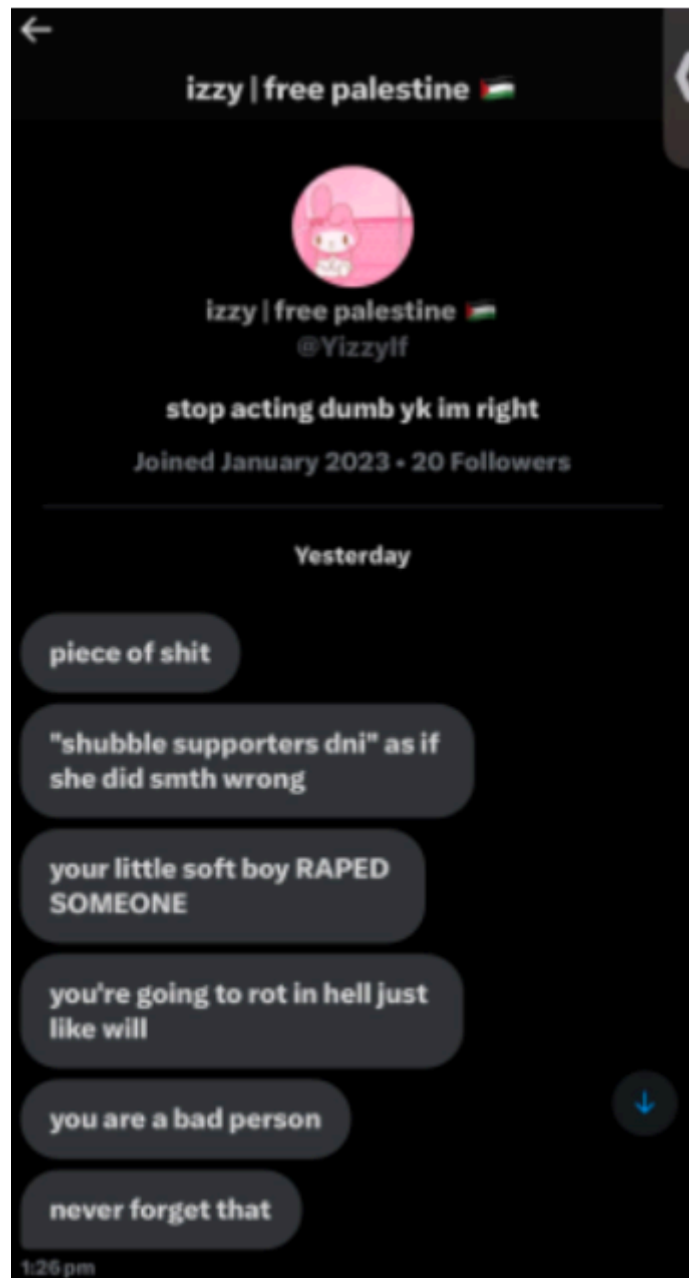 izzy | free palestine 🇵🇸
izzy | free palestine 🇵🇸
@YizzyIf
stop acting dumb yk im right
Joined January 2023 • 20 Followers
Yesterday
piece of shit
"shubble supporters dni" as if
she did smth wrong
your little soft boy RAPED
SOMEONE
you're going to rot in hell just
like will
you are a bad person
never forget that
1:26 pm